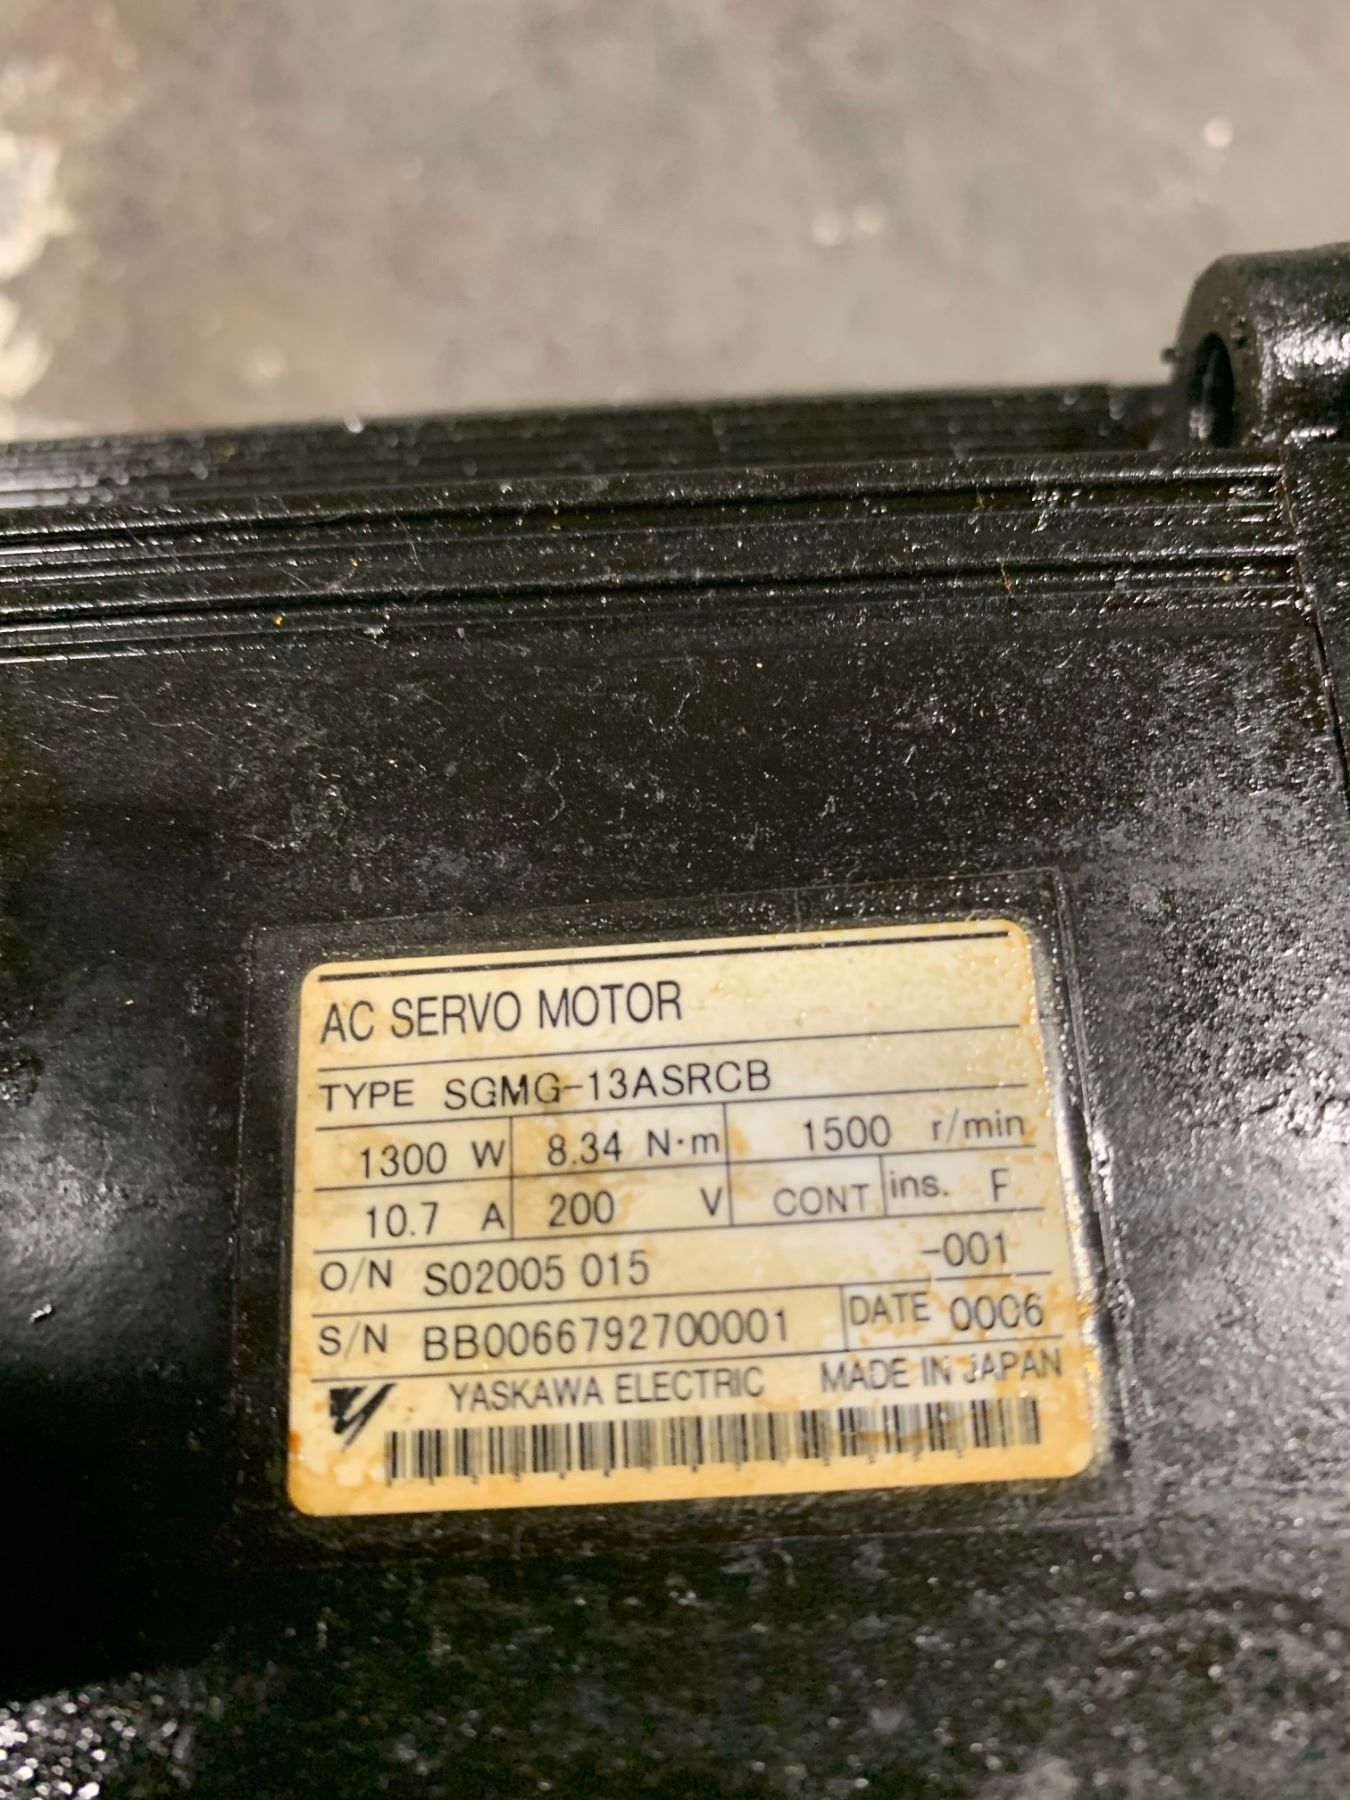 AC SERVO MOTOR
TYPE SGMG-13ASRCB
1300 W 8.34 N·m 1500 r/min
10.7 A 200 V CONT ins. F
O/N S02005 015 -001
S/N BB0066792700001 DATE 0006
YASKAWA ELECTRIC MADE IN JAPAN